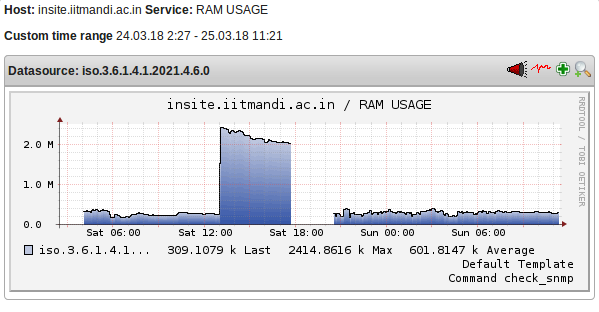 Host: insite.iitmandi.ac.in Service: RAM USAGE
Custom time range 24.03.18 2:27 - 25.03.18 11:21
Datasource: iso.3.6.1.4.1.2021.4.6.0
insite.iitmandi.ac.in / RAM USAGE
RRDTOOL / TOBI OETIKER
2.0 M
1.0 M
0.0
Sat 06:00 Sat 12:00 Sat 18:00 Sun 00:00 Sun 06:00
iso.3.6.1.4.1... 309.1079 k Last 2414.8616 k Max 601.8147 k Average
Default Template
Command check_snmp